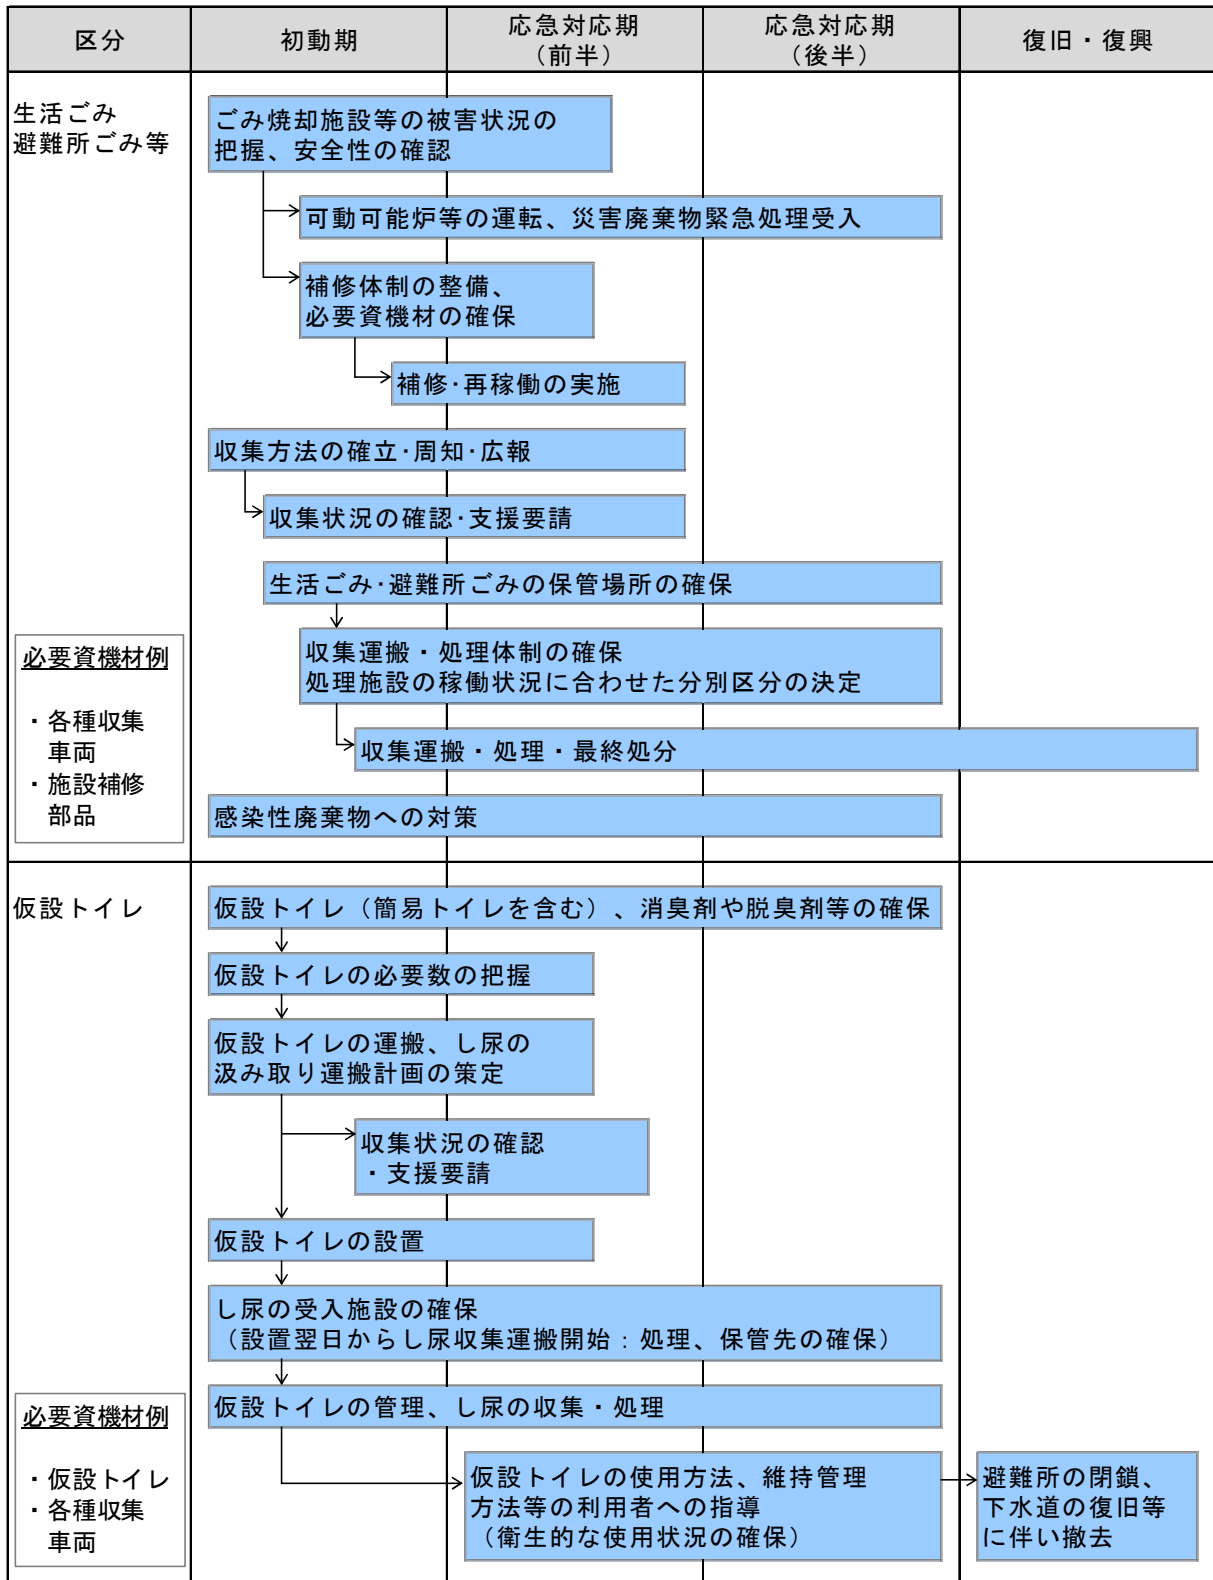 区分
初動期
応急対応期
（前半）
応急対応期
（後半）
復旧・復興
生活ごみ
避難所ごみ等
ごみ焼却施設等の被害状況の
把握、安全性の確認
可動可能炉等の運転、災害廃棄物緊急処理受入
補修体制の整備、
必要資機材の確保
補修･再稼働の実施
収集方法の確立･周知･広報
収集状況の確認･支援要請
生活ごみ･避難所ごみの保管場所の確保
収集運搬・処理体制の確保
処理施設の稼働状況に合わせた分別区分の決定
収集運搬・処理・最終処分
感染性廃棄物への対策
必要資機材例
・各種収集
車両
・施設補修
部品
仮設トイレ
仮設トイレ（簡易トイレを含む）、消臭剤や脱臭剤等の確保
仮設トイレの必要数の把握
仮設トイレの運搬、し尿の
汲み取り運搬計画の策定
収集状況の確認
・支援要請
仮設トイレの設置
し尿の受入施設の確保
（設置翌日からし尿収集運搬開始：処理、保管先の確保）
仮設トイレの管理、し尿の収集・処理
仮設トイレの使用方法、維持管理
方法等の利用者への指導
（衛生的な使用状況の確保）
避難所の閉鎖、
下水道の復旧等
に伴い撤去
必要資機材例
・仮設トイレ
・各種収集
車両